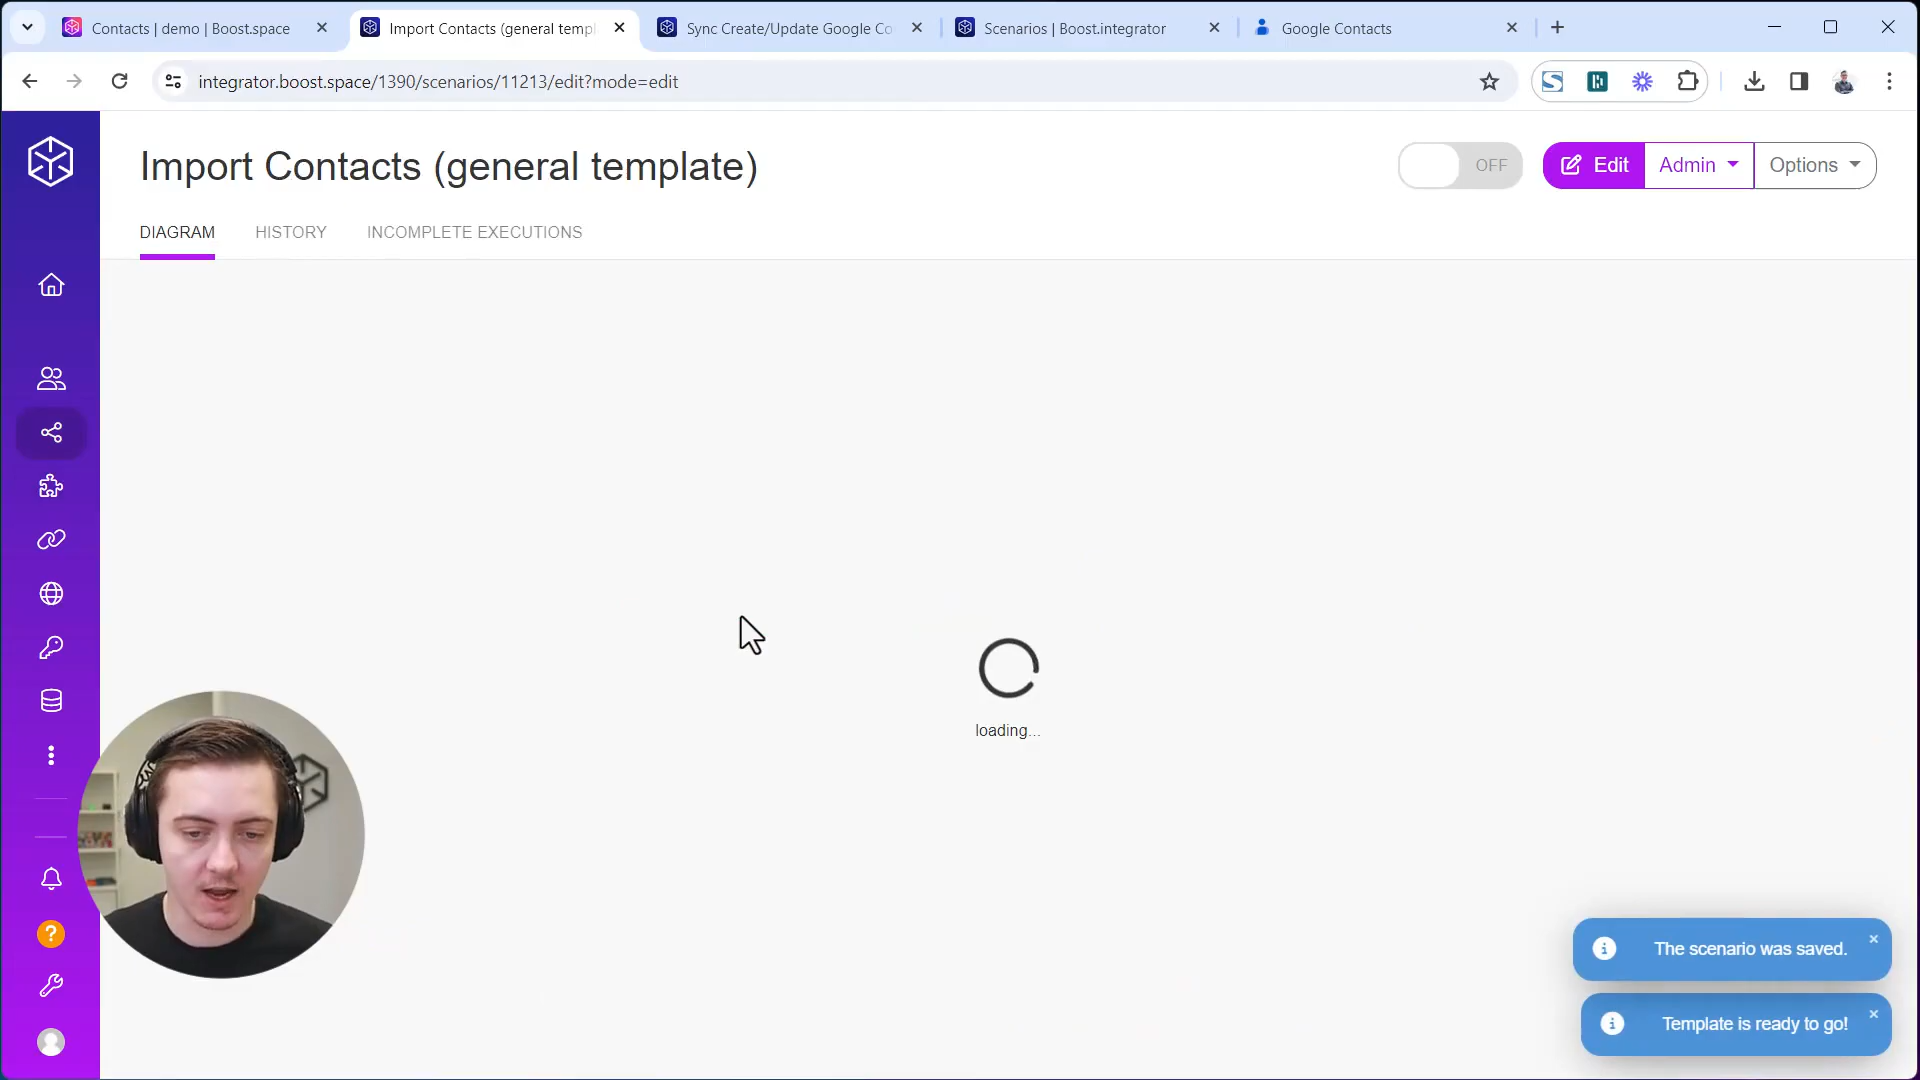 Contacts | demo | Boost.space
Import Contacts (general templ
Sync Create/Update Google Co
Scenarios | Boost.integrator
Google Contacts
integrator.boost.space/1390/scenarios/11213/edit?mode=edit
Import Contacts (general template)
OFF
Edit
Admin
Options
DIAGRAM
HISTORY
INCOMPLETE EXECUTIONS
loading...
The scenario was saved.
Template is ready to go!